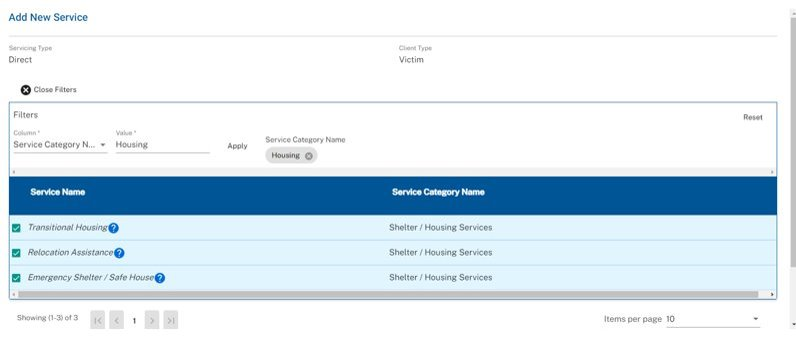 Add New Service
Servicing Type
Client Type
Direct
Victim
Close Filters
Filters
Reset
Column *
Value *
Service Category Name
Service Category N...
Housing
Apply
Housing
Service Name
Service Category Name
Transitional Housing ?
Shelter / Housing Services
Relocation Assistance ?
Shelter / Housing Services
Emergency Shelter / Safe House ?
Shelter / Housing Services
Showing (1-3) of 3
1
Items per page 10